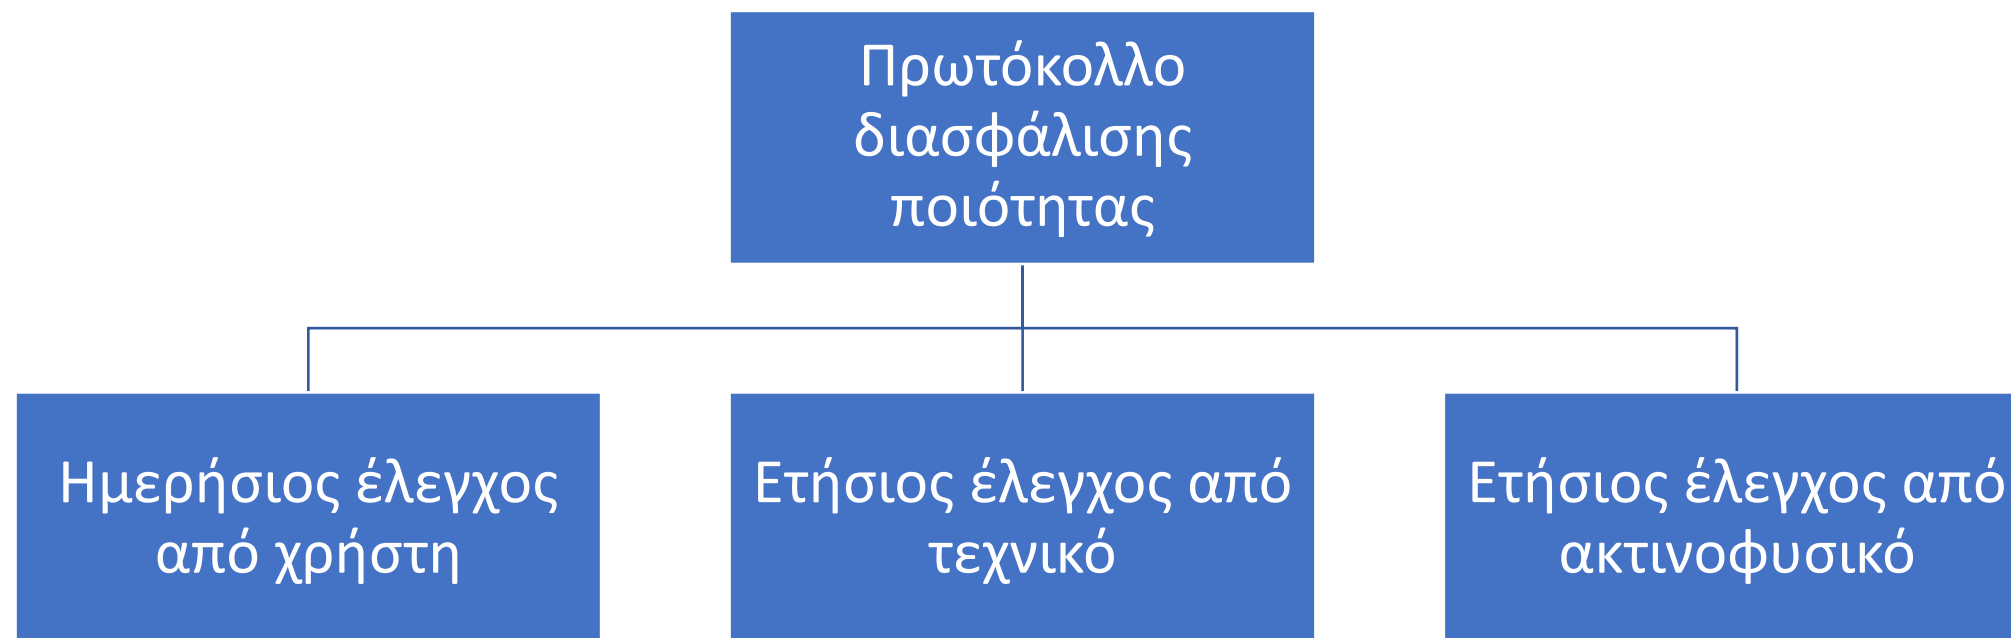 Πρωτόκολλο
διασφάλισης
ποιότητας
Ημερήσιος έλεγχος
από χρήστη
Ετήσιος έλεγχος από
τεχνικό
Ετήσιος έλεγχος από
ακτινοφυσικό